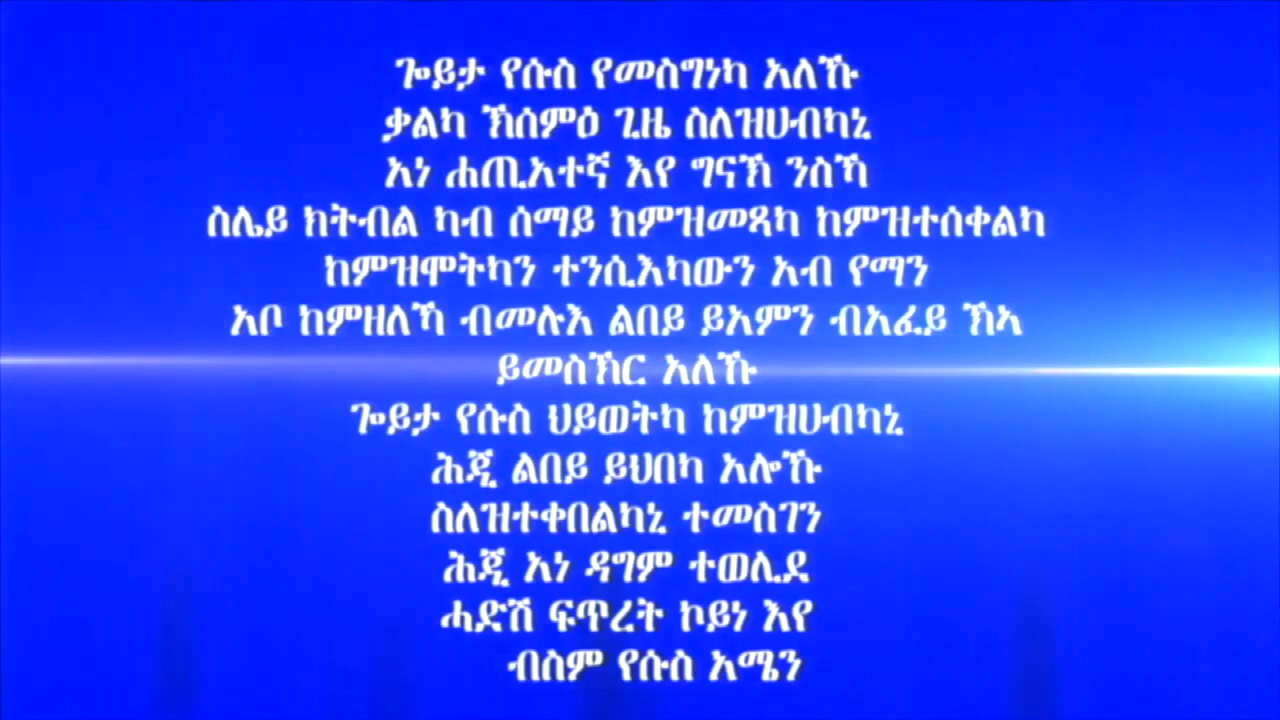 ጐይታ የሱስ የመስግነካ አለኹ
ቃልካ ኽሰምዕ ጊዜ ስለዝሀብካኒ
አነ ሐጢአተኛ እየ ግናኽ ንስኻ
ስሌይ ክትብል ካብ ሰማይ ከምዝመጻካ ከምዝተሰቀልካ
ከምዝሞትካን ተንሲእካውን አብ የማን
አቦ ከምዘለኻ ብመሉእ ልበይ ይአምን ብአፈይ ኽኣ
ይመስኽር አለኹ
ጐይታ የሱስ ህይወትካ ከምዝሀብካኒ
ሕጂ ልበይ ይህበካ አሎኹ
ስለዝተቀበልካኒ ተመስገን
ሕጂ አነ ዳግም ተወሊደ
ሓድሽ ፍጥረት ኮይነ እየ
ብስም የሱስ አሜን